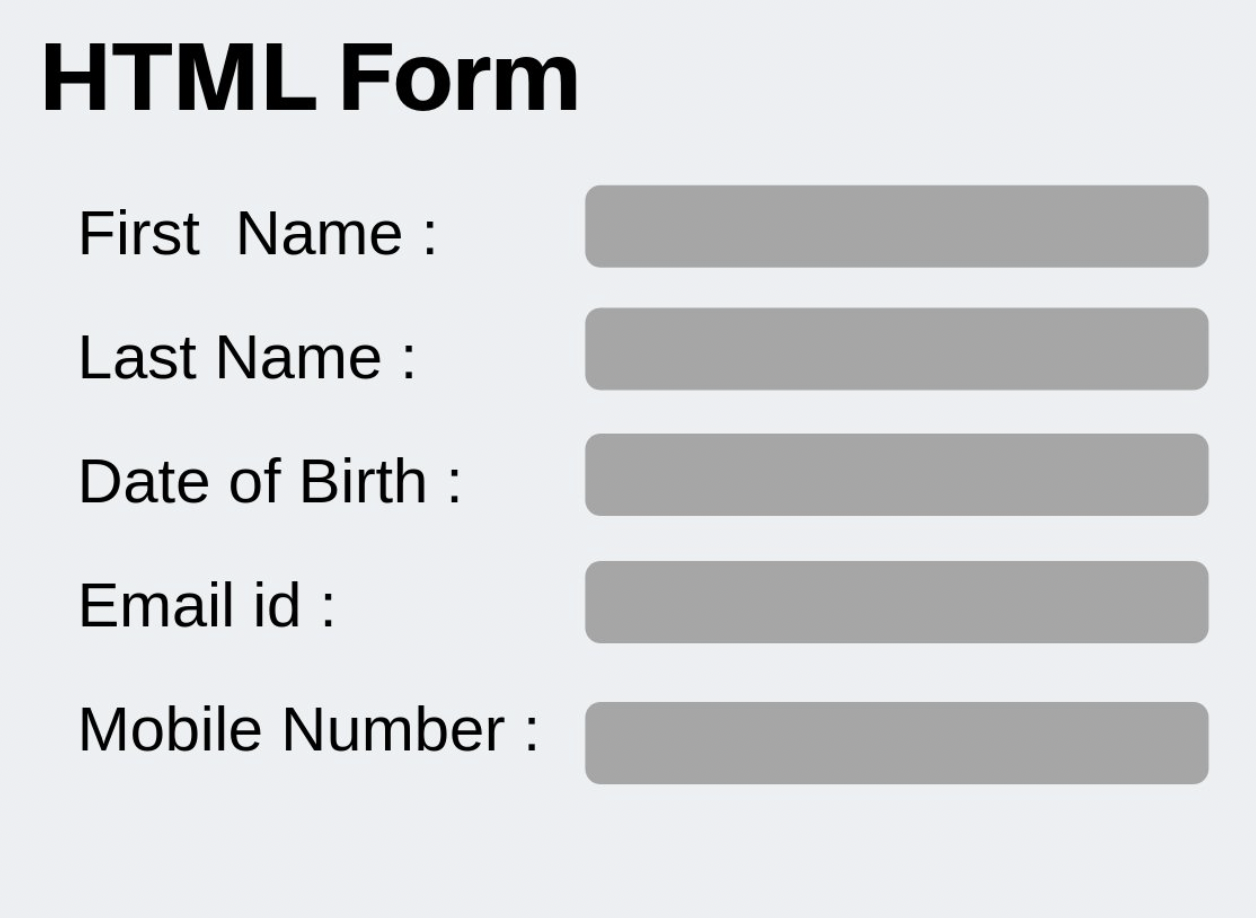 HTML Form
First  Name :
Last Name :
Date of Birth :
Email id :
Mobile Number :